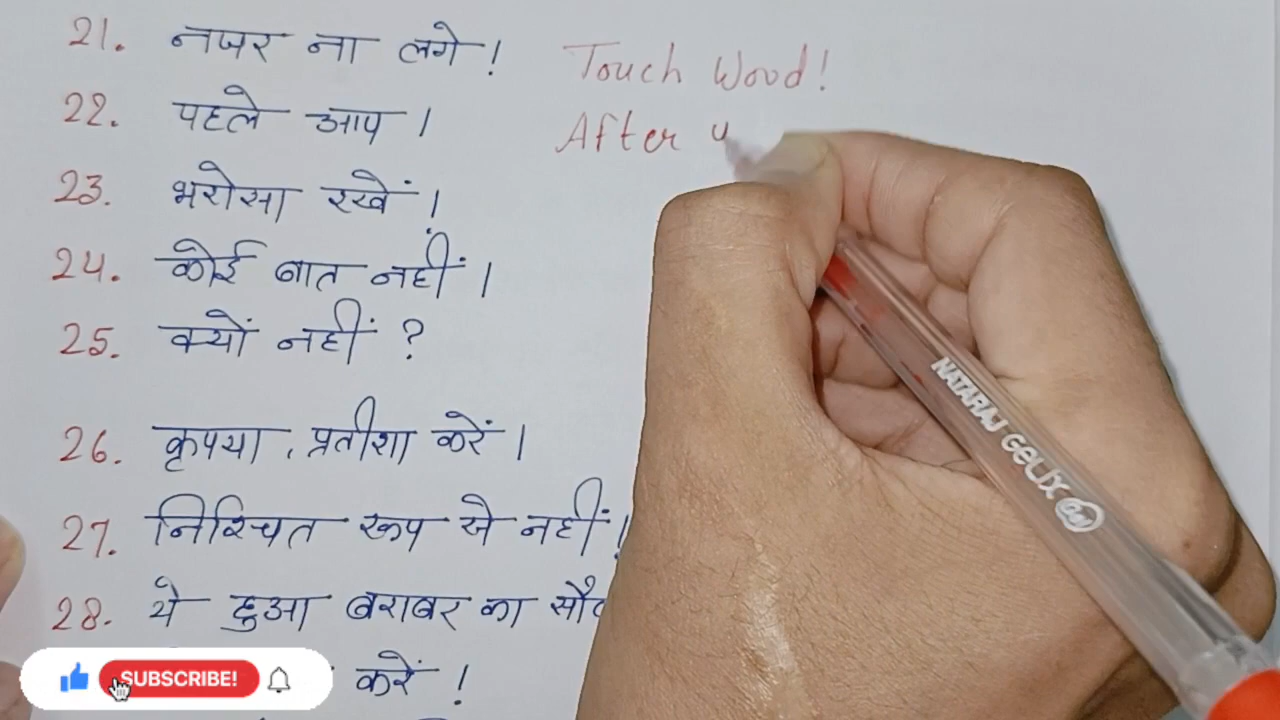 21. नजर ना लगे ! Touch Wood!
22. पहले आप । After y
23. भरोसा रखें ।
24. कोई बात नहीं ।
25. क्यों नहीं ?
26. कृपया , प्रतीक्षा करें ।
27. निश्चित रूप से नहीं !
28. ये हुआ बराबर का
करें !
SUBSCRIBE!
NATARAJ GELIX Gel